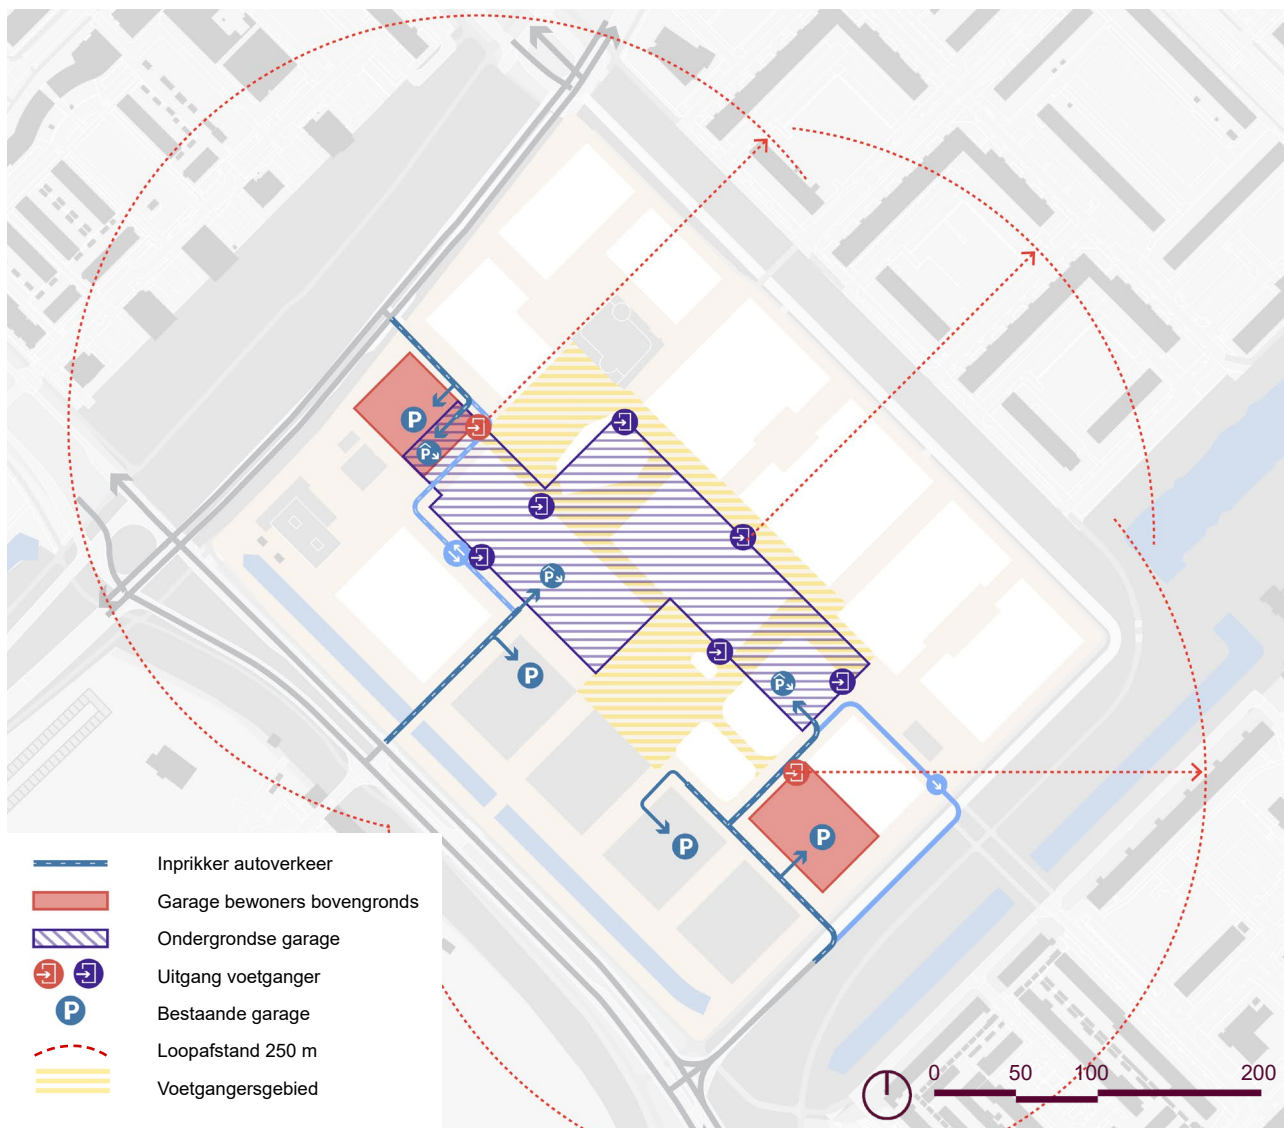 P
P
P
P
P
P
P
P
Inprikker autoverkeer
Garage bewoners bovengronds
Ondergrondse garage
Uitgang voetganger
P Bestaande garage
Loopafstand 250 m
Voetgangersgebied
0 50 100 200